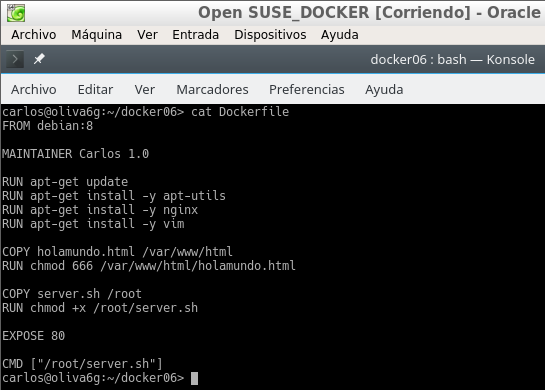 Open SUSE_DOCKER [Corriendo] - Oracle
Archivo Máquina Ver Entrada Dispositivos Ayuda
docker06 : bash — Konsole
Archivo Editar Ver Marcadores Preferencias Ayuda
carlos@oliva6g:~/docker06> cat Dockerfile
FROM debian:8
MAINTAINER Carlos 1.0
RUN apt-get update
RUN apt-get install -y apt-utils
RUN apt-get install -y nginx
RUN apt-get install -y vim
COPY holamundo.html /var/www/html
RUN chmod 666 /var/www/html/holamundo.html
COPY server.sh /root
RUN chmod +x /root/server.sh
EXPOSE 80
CMD ["/root/server.sh"]
carlos@oliva6g:~/docker06>